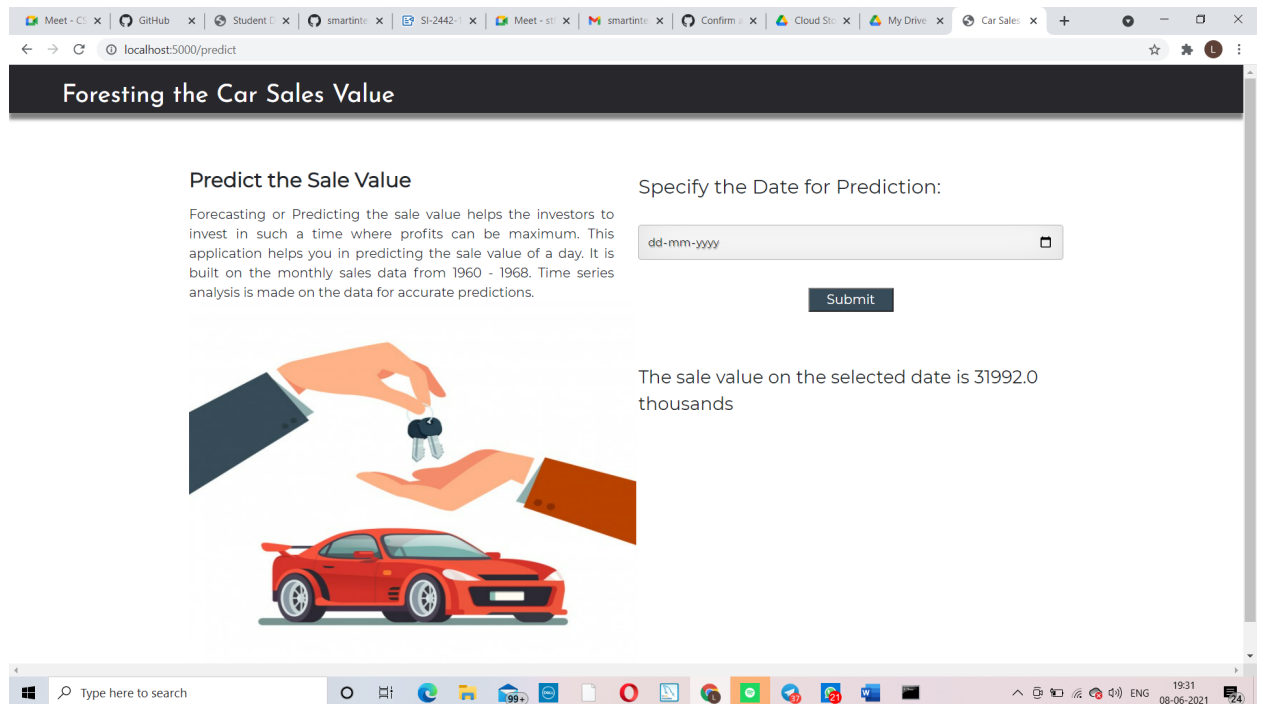 Meet - CS
GitHub
Student D
smartinte
SI-2442-1
Meet - st
smartinte
Confirm a
Cloud Sto
My Drive
Car Sales
localhost:5000/predict
L
Foresting the Car Sales Value
Predict the Sale Value
Forecasting or Predicting the sale value helps the investors to
invest in such a time where profits can be maximum. This
application helps you in predicting the sale value of a day. It is
built on the monthly sales data from 1960 - 1968. Time series
analysis is made on the data for accurate predictions.
Specify the Date for Prediction:
dd-mm-yyyy
Submit
The sale value on the selected date is 31992.0
thousands
Type here to search
99+
37
21
ENG
19:31
08-06-2021
24